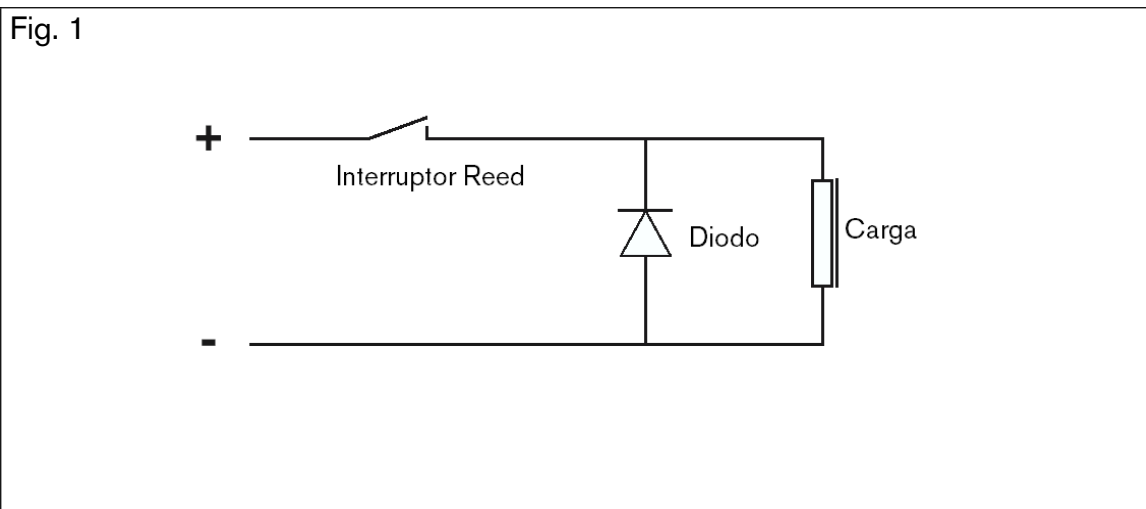 Fig. 1
+
Interruptor Reed
Diodo
Carga
-